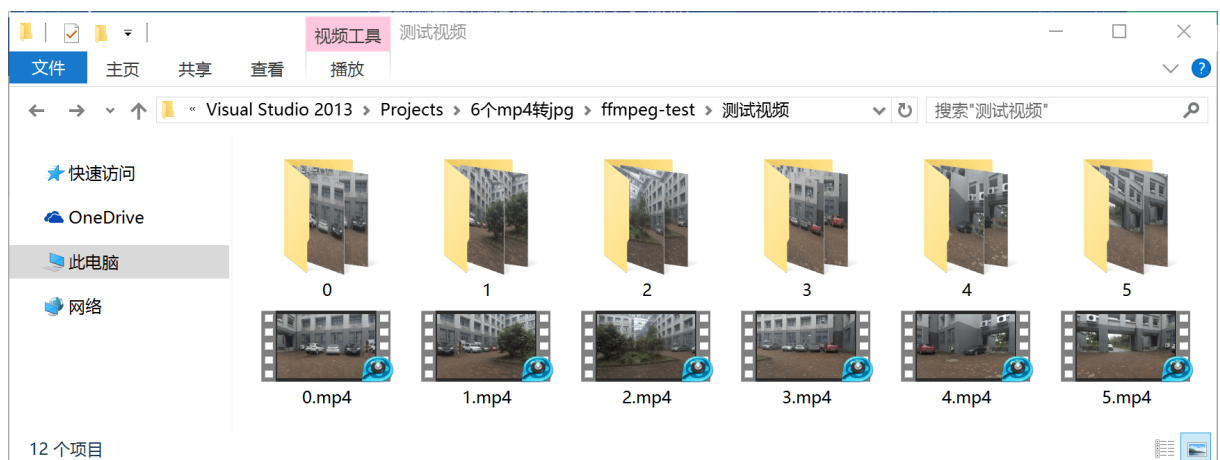 视频工具 测试视频
文件 主页 共享 查看 播放 ?
« Visual Studio 2013 > Projects > 6个mp4转jpg > ffmpeg-test > 测试视频 搜索"测试视频"
快速访问
OneDrive
此电脑
网络
0 1 2 3 4 5
0.mp4 1.mp4 2.mp4 3.mp4 4.mp4 5.mp4
12 个项目